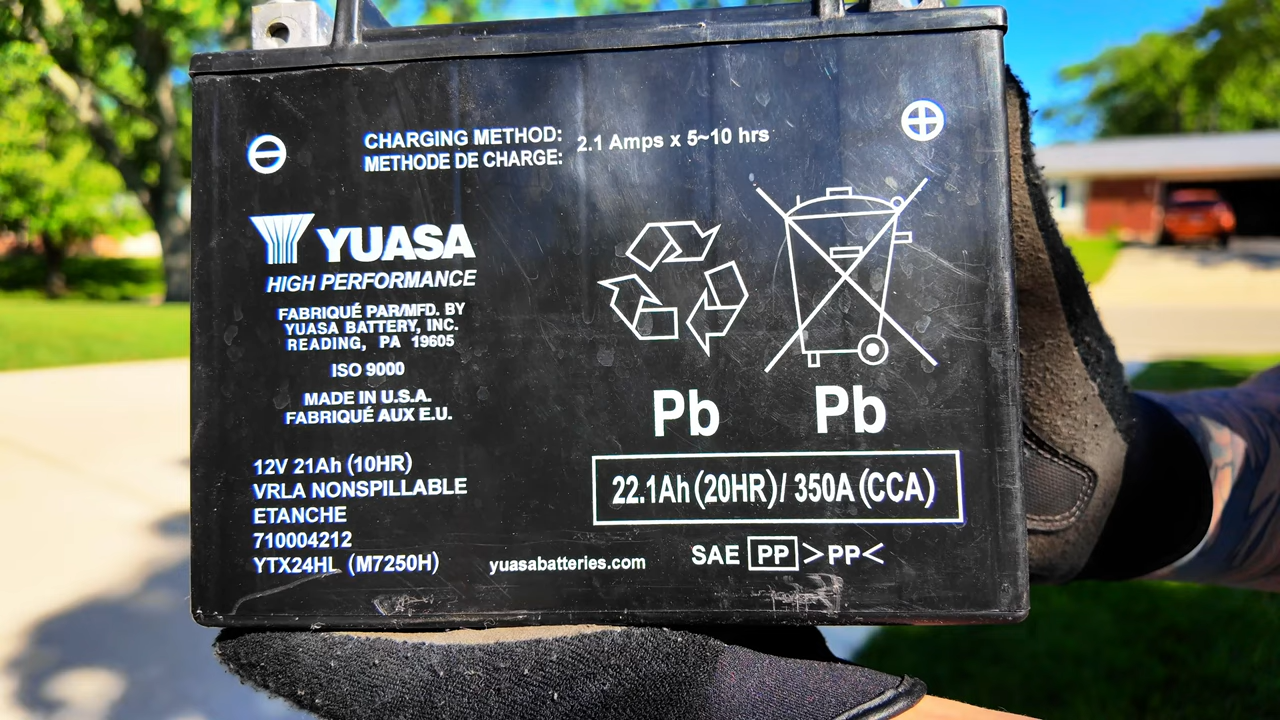 CHARGING METHOD: 2.1 Amps x 5~10 hrs
METHODE DE CHARGE:
YUASA
HIGH PERFORMANCE
FABRIQUÉ PAR/MFD. BY
YUASA BATTERY, INC.
READING, PA 19605
ISO 9000
MADE IN U.S.A.
FABRIQUÉ AUX E.U.
12V 21Ah (10HR)
VRLA NONSPILLABLE
ETANCHE
710004212
YTX24HL (M7250H)
yuasabatteries.com
Pb Pb
22.1Ah (20HR)/ 350A (CCA)
SAE PP >PP<